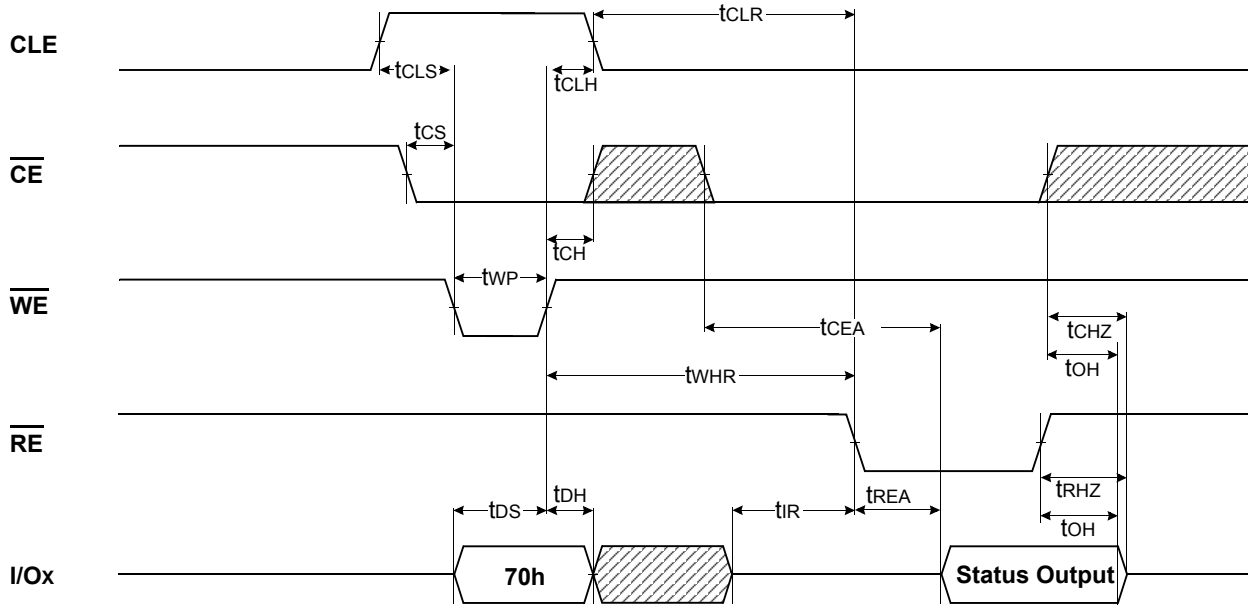 tCLR
CLE
tCLS
tCLH
tCS
CE
tCH
tWP
WE
tCEA
tCHZ
tOH
tWHR
RE
tDH
tRHZ
tDS
tIR
tREA
tOH
I/Ox
70h
Status Output